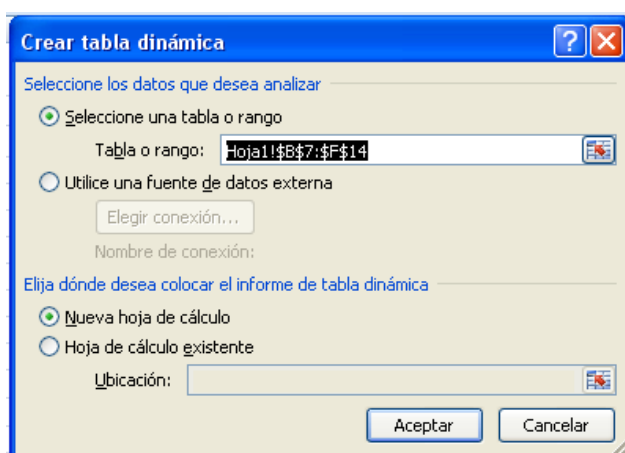 Crear tabla dinámica
Seleccione los datos que desea analizar
Seleccione una tabla o rango
Tabla o rango: Hoja1!$B$7:$F$14
Utilice una fuente de datos externa
Elegir conexión...
Nombre de conexión:
Elija dónde desea colocar el informe de tabla dinámica
Nueva hoja de cálculo
Hoja de cálculo existente
Ubicación:
Aceptar Cancelar